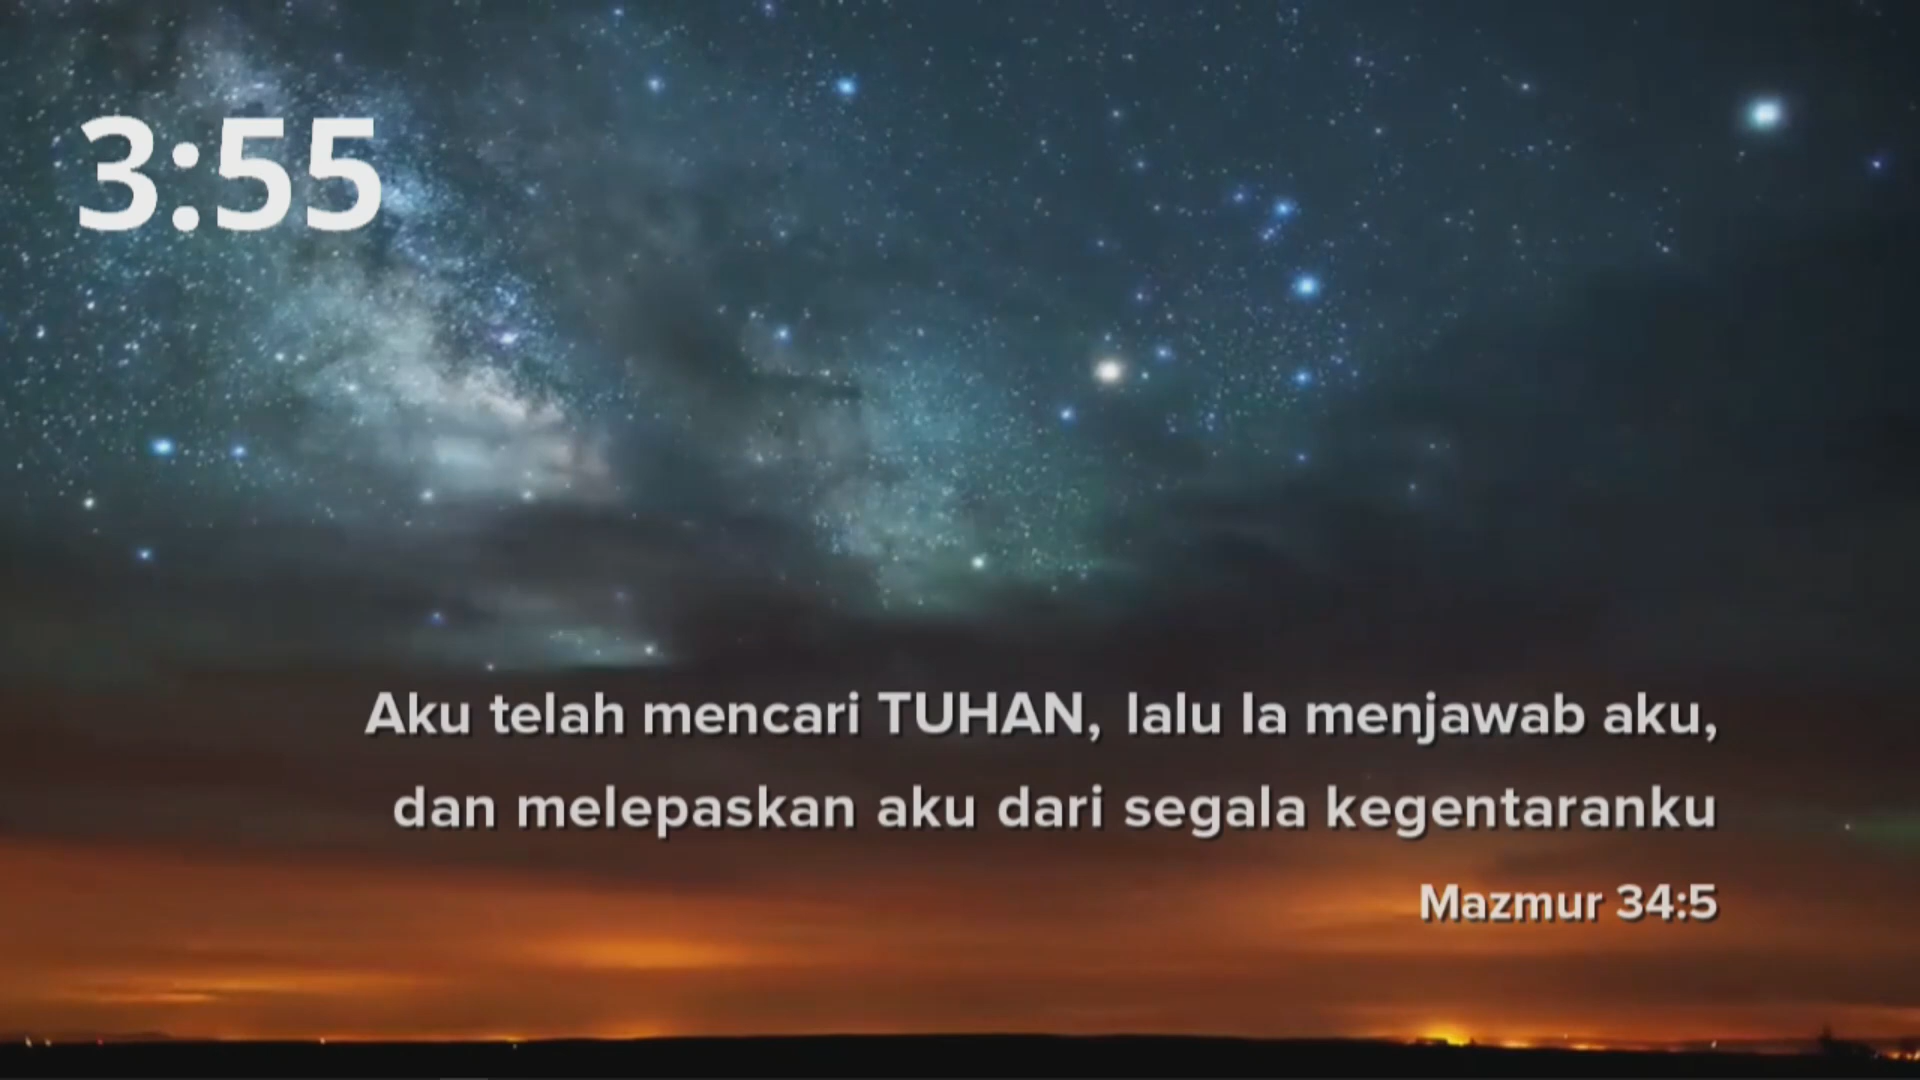 3:55
Aku telah mencari TUHAN, lalu Ia menjawab aku,
dan melepaskan aku dari segala kegentaranku
Mazmur 34:5